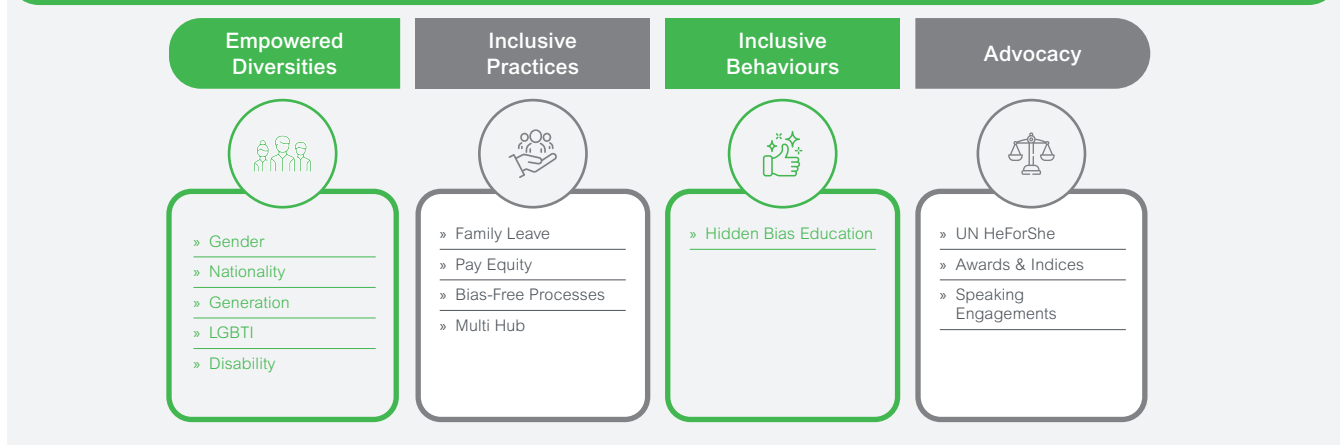 Empowered
Diversities
Inclusive
Practices
Inclusive
Behaviours
Advocacy
» Gender
» Nationality
» Generation
» LGBTI
» Disability
» Family Leave
» Pay Equity
» Bias-Free Processes
» Multi Hub
» Hidden Bias Education
» UN HeForShe
» Awards & Indices
» Speaking
Engagements